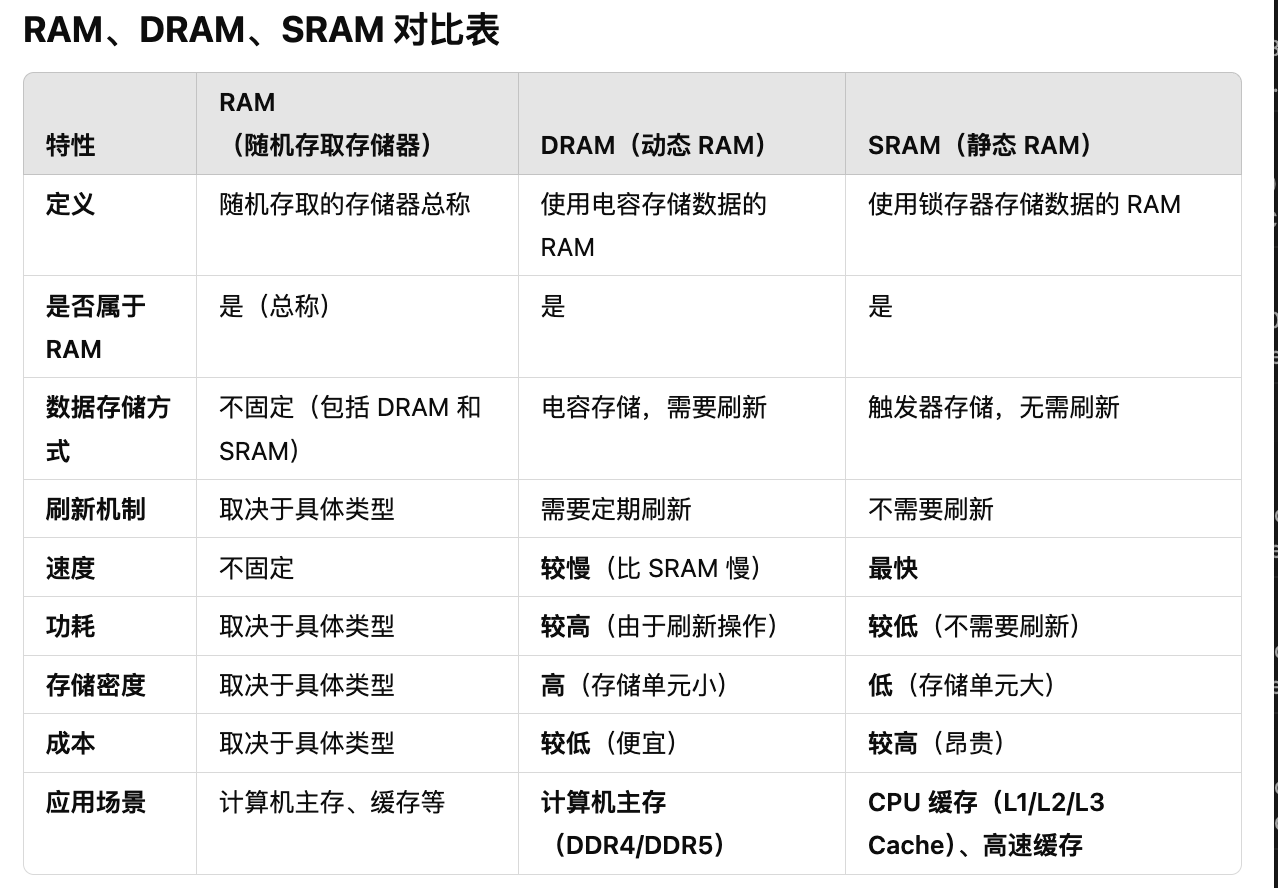 RAM、DRAM、SRAM 对比表
特性
RAM
（随机存取存储器）
DRAM（动态 RAM）
SRAM（静态 RAM）
定义
随机存取的存储器总称
使用电容存储数据的
RAM
使用锁存器存储数据的 RAM
是否属于
RAM
是（总称）
是
是
数据存储方
式
不固定（包括 DRAM 和
SRAM）
电容存储，需要刷新
触发器存储，无需刷新
刷新机制
取决于具体类型
需要定期刷新
不需要刷新
速度
不固定
较慢（比 SRAM 慢）
最快
功耗
取决于具体类型
较高（由于刷新操作）
较低（不需要刷新）
存储密度
取决于具体类型
高（存储单元小）
低（存储单元大）
成本
取决于具体类型
较低（便宜）
较高（昂贵）
应用场景
计算机主存、缓存等
计算机主存
（DDR4/DDR5）
CPU 缓存（L1/L2/L3
Cache）、高速缓存